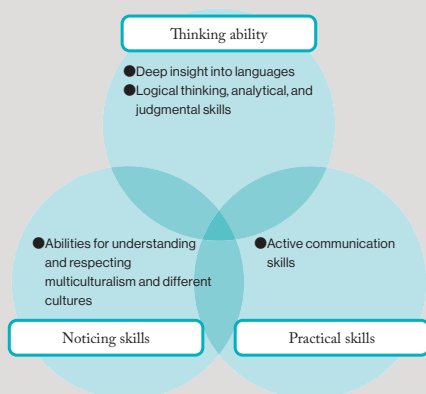 Thinking ability
●Deep insight into languages
●Logical thinking, analytical, and
judgmental skills
●Abilities for understanding
and respecting
multiculturalism and different
cultures
●Active communication
skills
Noticing skills
Practical skills